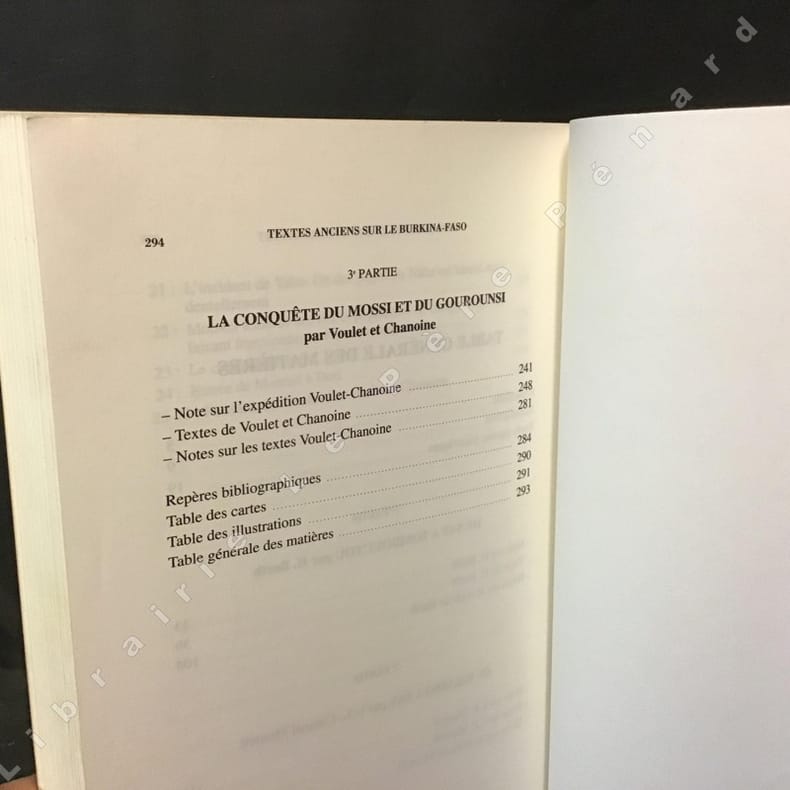 294
TEXTES ANCIENS SUR LE BURKINA-FASO
3e PARTIE
LA CONQUÊTE DU MOSSI ET DU GOUROUNSI
par Voulet et Chanoine
– Note sur l'expédition Voulet-Chanoine 241
– Textes de Voulet et Chanoine 248
– Notes sur les textes Voulet-Chanoine 281
Repères bibliographiques 284
Table des cartes 290
Table des illustrations 291
Table générale des matières 293
Librairie le Père Pénard